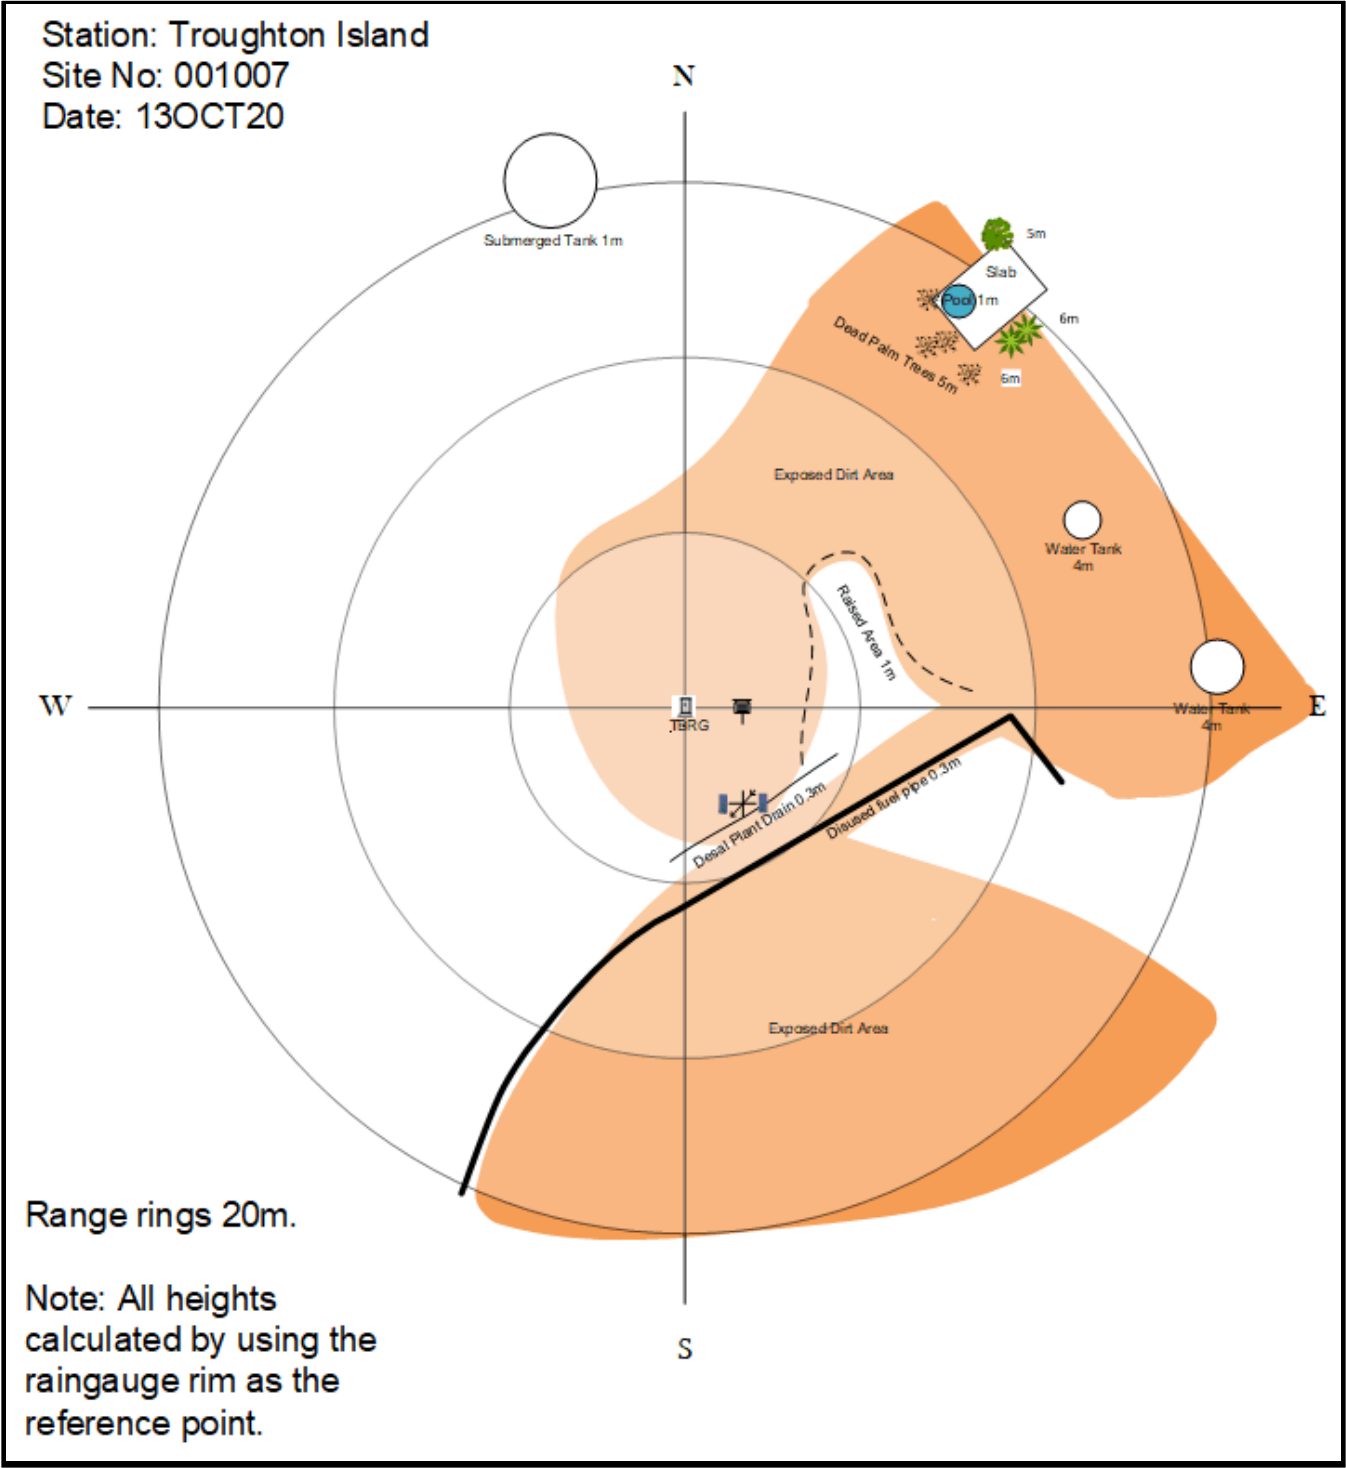 Station: Troughton Island
Site No: 001007
Date: 13OCT20
N
Submerged Tank 1m
5m
Slab
Pool 1m
6m
Dead Palm Trees 5m
6m
Exposed Dirt Area
Water Tank
4m
Raised Area 1m
W
E
TBRG
Water Tank
4m
Desal Plant Drain 0.3m
Disused fuel pipe 0.3m
Exposed Dirt Area
Range rings 20m.
Note: All heights
calculated by using the
raingauge rim as the
reference point.
S